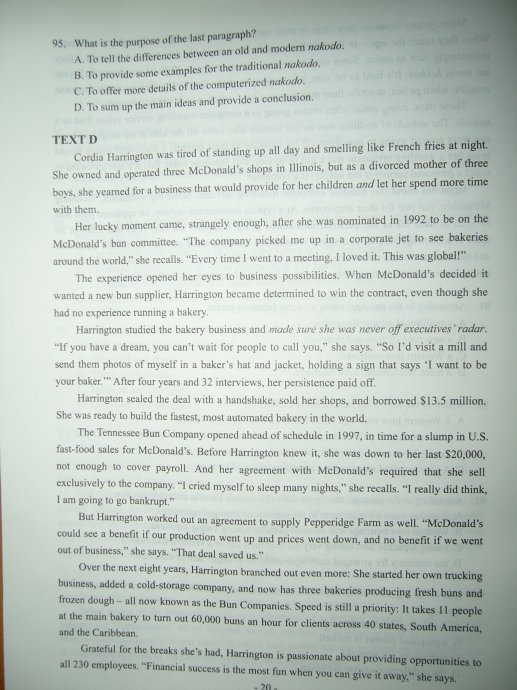 95. What is the purpose of the last paragraph?
A. To tell the differences between an old and modern nakodo.
B. To provide some examples for the traditional nakodo.
C. To offer more details of the computerized nakodo.
D. To sum up the main ideas and provide a conclusion.
TEXT D
Cordia Harrington was tired of standing up all day and smelling like French fries at night.
She owned and operated three McDonald's shops in Illinois, but as a divorced mother of three
boys, she yearned for a business that would provide for her children and let her spend more time
with them.
Her lucky moment came, strangely enough, after she was nominated in 1992 to be on the
McDonald's bun committee. "The company picked me up in a corporate jet to see bakeries
around the world," she recalls. "Every time I went to a meeting, I loved it. This was global!"
The experience opened her eyes to business possibilities. When McDonald's decided it
wanted a new bun supplier, Harrington became determined to win the contract, even though she
had no experience running a bakery.
Harrington studied the bakery business and made sure she was never off executives' radar.
"If you have a dream, you can't wait for people to call you," she says. "So I'd visit a mill and
send them photos of myself in a baker's hat and jacket, holding a sign that says 'I want to be
your baker.'" After four years and 32 interviews, her persistence paid off.
Harrington sealed the deal with a handshake, sold her shops, and borrowed $13.5 million.
She was ready to build the fastest, most automated bakery in the world.
The Tennessee Bun Company opened ahead of schedule in 1997, in time for a slump in U.S.
fast-food sales for McDonald's. Before Harrington knew it, she was down to her last $20,000,
not enough to cover payroll. And her agreement with McDonald's required that she sell
exclusively to the company. "I cried myself to sleep many nights," she recalls. "I really did think,
I am going to go bankrupt."
But Harrington worked out an agreement to supply Pepperidge Farm as well. "McDonald's
could see a benefit if our production went up and prices went down, and no benefit if we went
out of business," she says. "That deal saved us."
Over the next eight years, Harrington branched out even more: She started her own trucking
business, added a cold-storage company, and now has three bakeries producing fresh buns and
frozen dough – all now known as the Bun Companies. Speed is still a priority: It takes 11 people
at the main bakery to turn out 60,000 buns an hour for clients across 40 states, South America,
and the Caribbean.
Grateful for the breaks she's had, Harrington is passionate about providing opportunities to
all 230 employees. "Financial success is the most fun when you can give it away," she says.
- 20 -